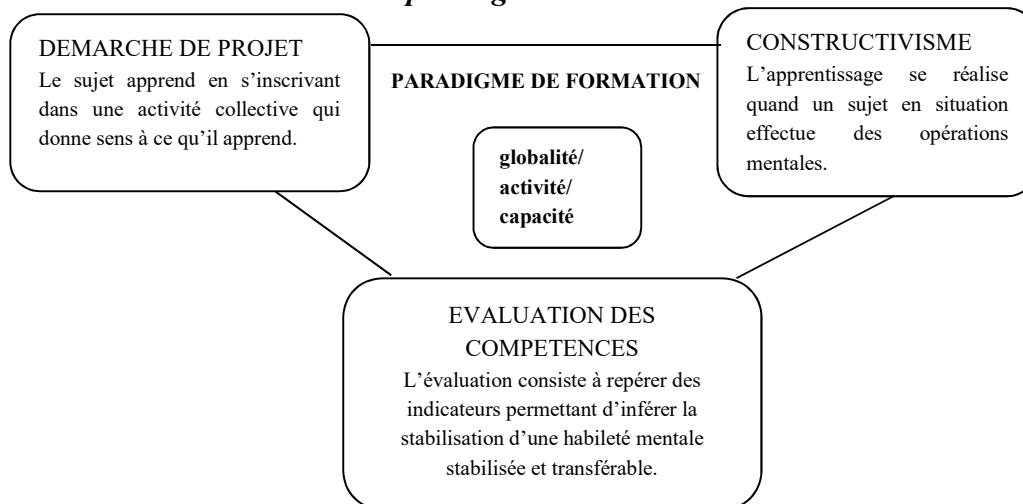 DEMARCHE DE PROJET
Le sujet apprend en s’inscrivant
dans une activité collective qui
donne sens à ce qu’il apprend.
PARADIGME DE FORMATION
CONSTRUCTIVISME
L’apprentissage se réalise
quand un sujet en situation
effectue des opérations
mentales.
globalité/
activité/
capacité
EVALUATION DES
COMPETENCES
L’évaluation consiste à repérer des
indicateurs permettant d’inférer la
stabilisation d’une habileté mentale
stabilisée et transférable.